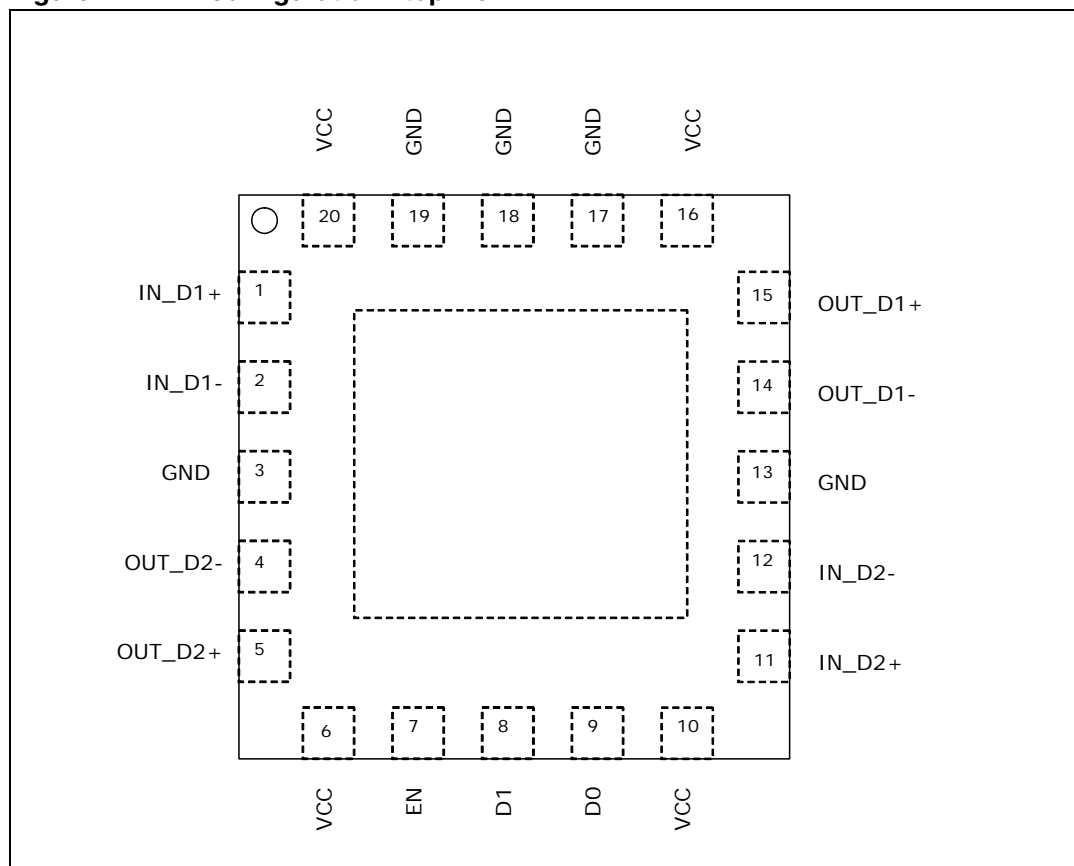 VCC GND GND GND VCC
20 19 18 17 16
IN_D1+ 1 15 OUT_D1+
IN_D1- 2 14 OUT_D1-
GND 3 13 GND
OUT_D2- 4 12 IN_D2-
OUT_D2+ 5 11 IN_D2+
6 7 8 9 10
VCC EN D1 D0 VCC